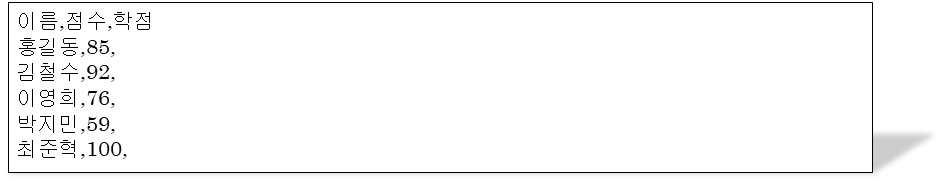 이름,점수,학점
홍길동,85,
김철수,92,
이영희,76,
박지민,59,
최준혁,100,